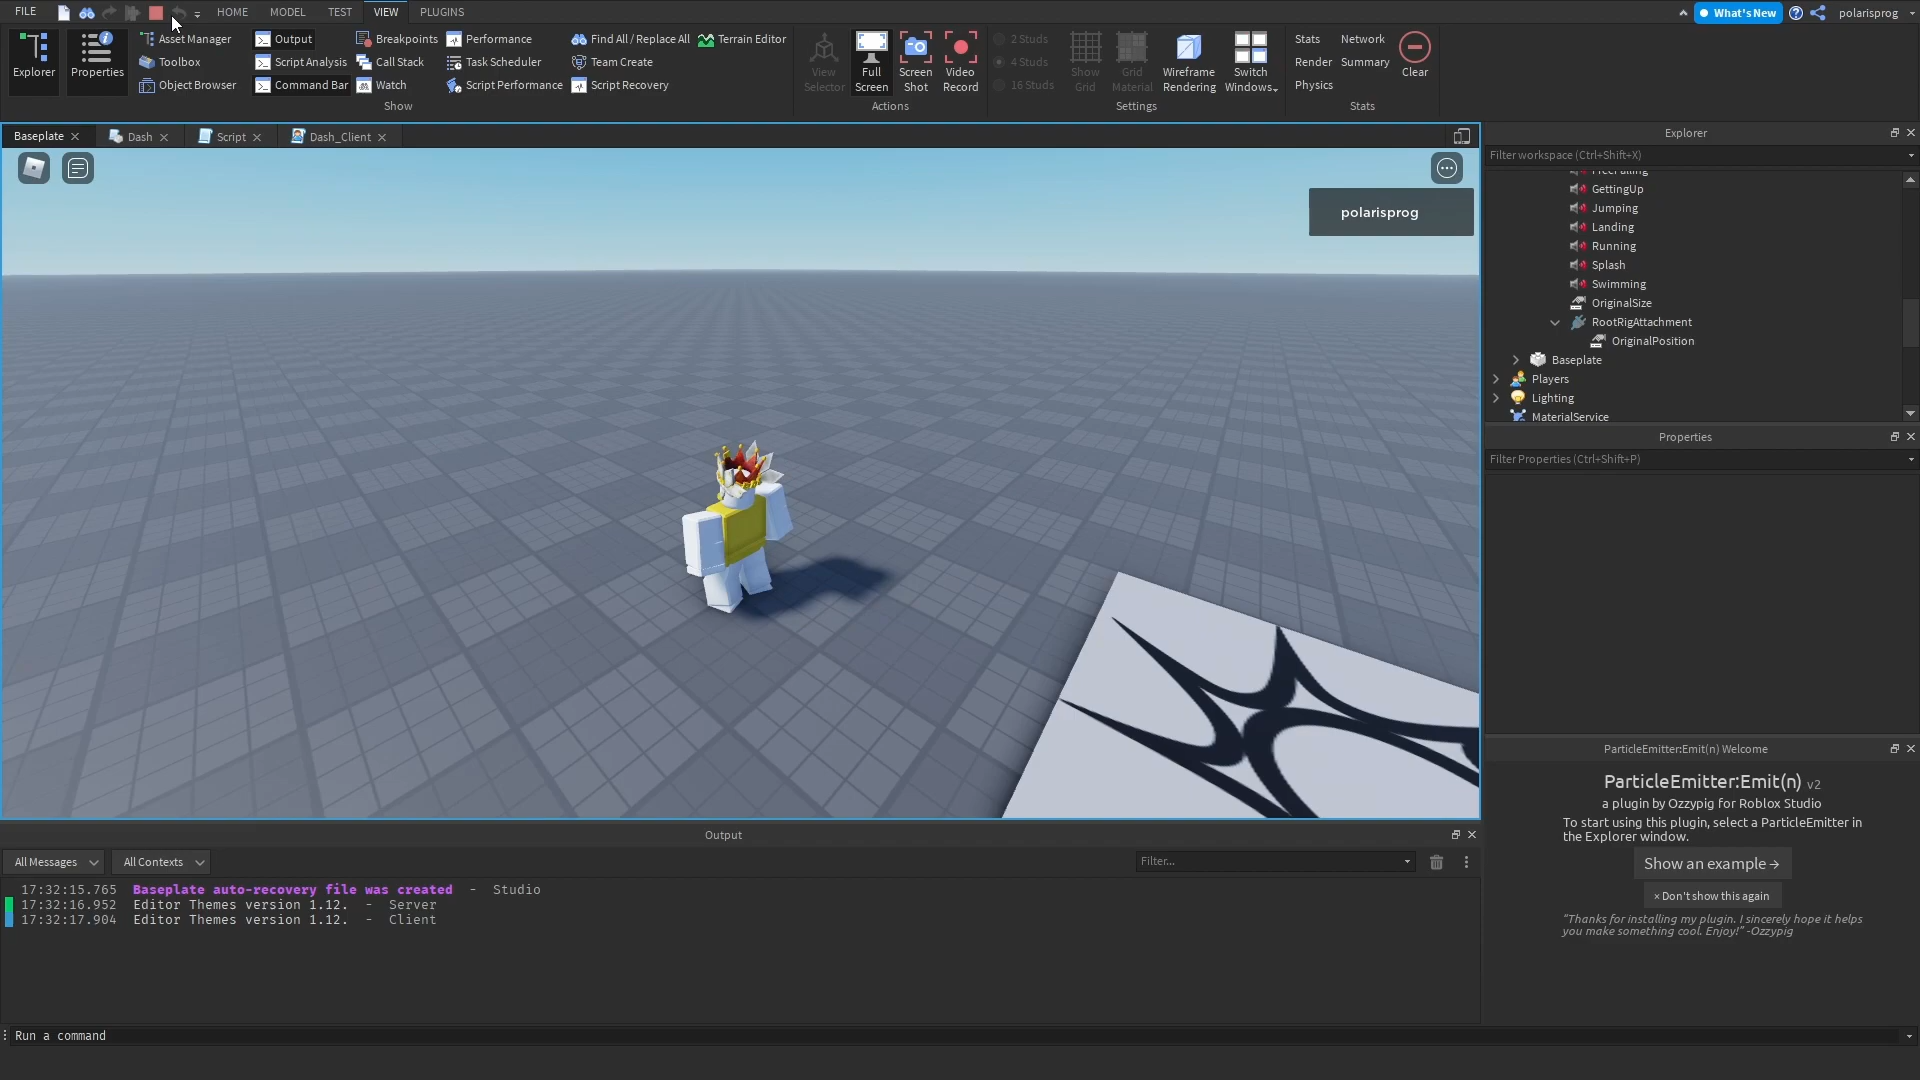 FILE HOME MODEL TEST VIEW PLUGINS What's New polarisprog
Explorer
Properties
Asset Manager
Toolbox
Object Browser
Output
Script Analysis
Command Bar
Breakpoints
Call Stack
Watch
Performance
Task Scheduler
Script Performance
Find All / Replace All
Team Create
Script Recovery
Terrain Editor
Show
View
Selector
Full
Screen
Screen
Shot
Video
Record
Actions
2 Studs
4 Studs
16 Studs
Show
Grid
Grid
Material
Wireframe
Rendering
Switch
Windows
Settings
Stats
Render
Physics
Network
Summary
Clear
Stats
Baseplate Dash Script Dash_Client
polarisprog
Explorer
Filter workspace (Ctrl+Shift+X)
FreeFalling
GettingUp
Jumping
Landing
Running
Splash
Swimming
OriginalSize
RootRigAttachment
OriginalPosition
Baseplate
Players
Lighting
MaterialService
Properties
Filter Properties (Ctrl+Shift+P)
ParticleEmitter:Emit(n) Welcome
ParticleEmitter:Emit(n) v2
a plugin by Ozzypig for Roblox Studio
To start using this plugin, select a ParticleEmitter in
the Explorer window.
Show an example →
× Don't show this again
"Thanks for installing my plugin. I sincerely hope it helps
you make something cool. Enjoy!" -Ozzypig
Output
All Messages All Contexts Filter...
17:32:15.765 Baseplate auto-recovery file was created - Studio
17:32:16.952 Editor Themes version 1.12. - Server
17:32:17.904 Editor Themes version 1.12. - Client
Run a command